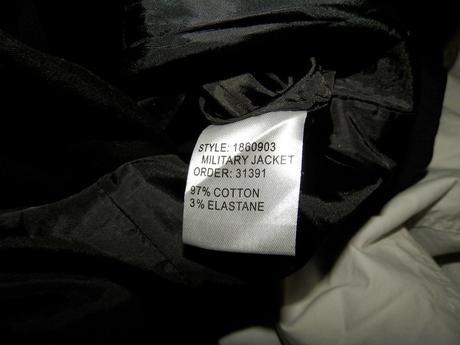 STYLE: 1860903
MILITARY JACKET
ORDER: 31391
97% COTTON
3% ELASTANE